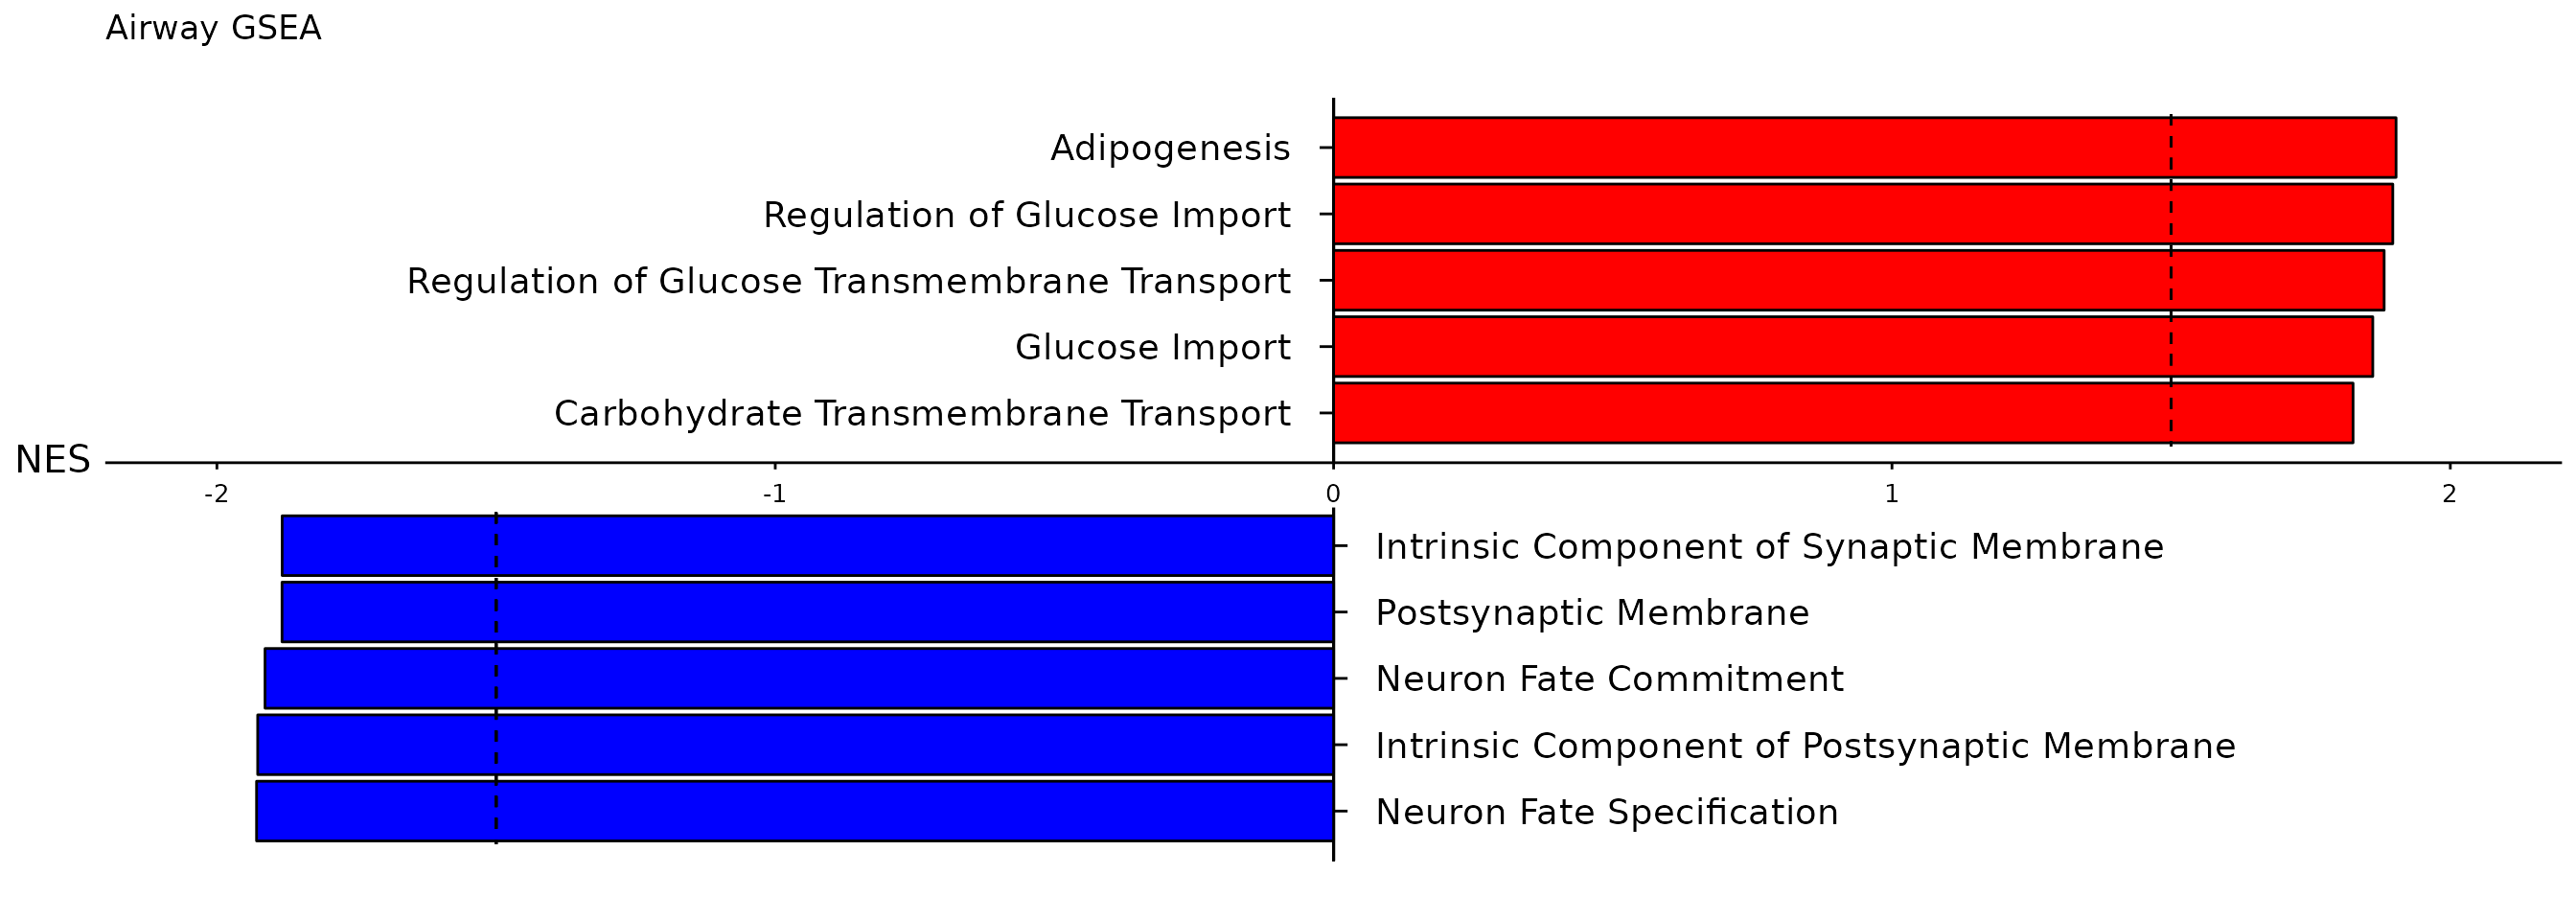 Airway GSEA
Adipogenesis
Regulation of Glucose Import
Regulation of Glucose Transmembrane Transport
Glucose Import
Carbohydrate Transmembrane Transport
NES
-2 -1 0 1 2
Intrinsic Component of Synaptic Membrane
Postsynaptic Membrane
Neuron Fate Commitment
Intrinsic Component of Postsynaptic Membrane
Neuron Fate Specification